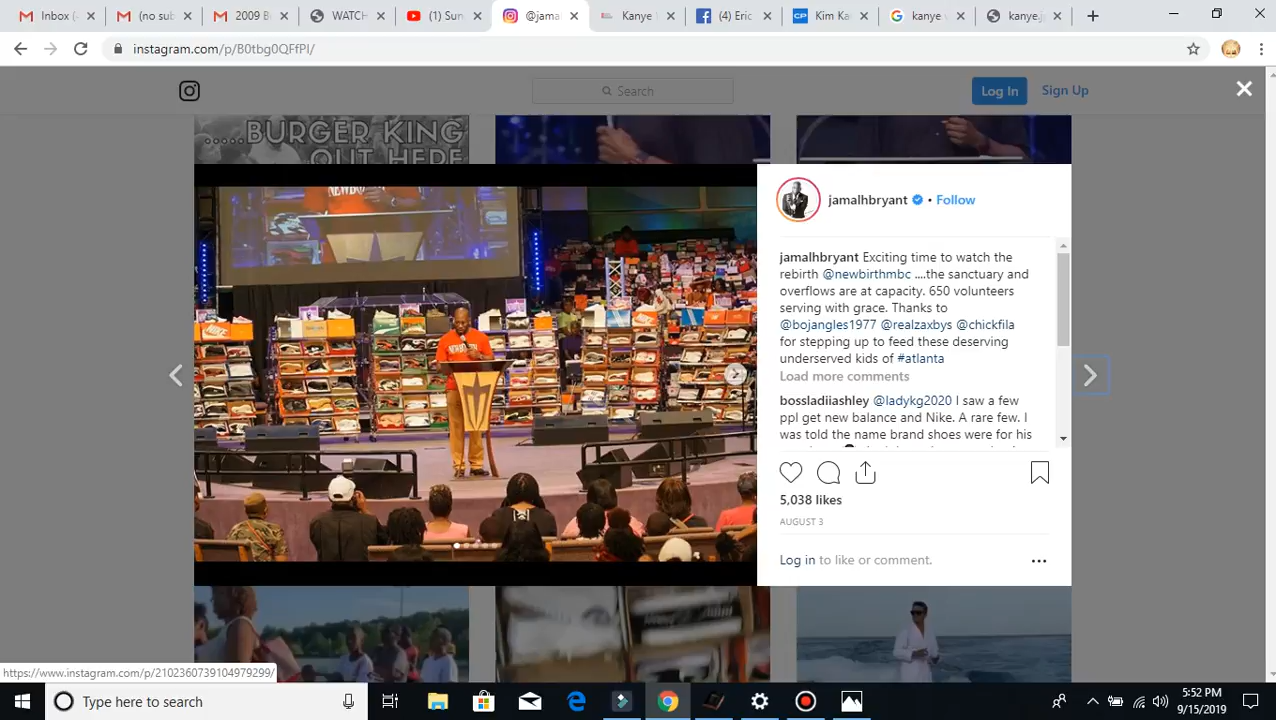 Inbox (
(no sub
2009 B
WATCH
(1) Sun
@jama
Kanye
(4) Eric
Kim Ka
kanye
kanye.j
instagram.com/p/B0tbg0QFfPl/
Search
Log In
Sign Up
.....BURGER KING
OUT HERE
jamalhbryant • Follow
jamalhbryant Exciting time to watch the
rebirth @newbirthmbc ....the sanctuary and
overflows are at capacity. 650 volunteers
serving with grace. Thanks to
@bojangles1977 @realzaxbys @chickfila
for stepping up to feed these deserving
underserved kids of #atlanta
Load more comments
bossladiiashley @ladykg2020 I saw a few
ppl get new balance and Nike. A rare few. I
was told the name brand shoes were for his
5,038 likes
AUGUST 3
Log in to like or comment.
https://www.instagram.com/p/2102360739104979299/
Type here to search
:52 PM
9/15/2019